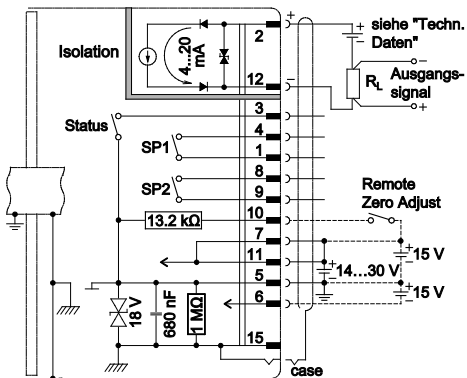 +
2
siehe "Techn.
Daten"
+
−
Isolation
4...20
mA
−
12
RL
Ausgangs-
signal
−
+
3
Status
4
SP1
1
8
SP2
9
Remote
Zero Adjust
13.2 kΩ
10
7
+
15 V
−
11
+
14...30 V
−
5
+
15 V
−
6
18 V
680 nF
1 MΩ
15
case